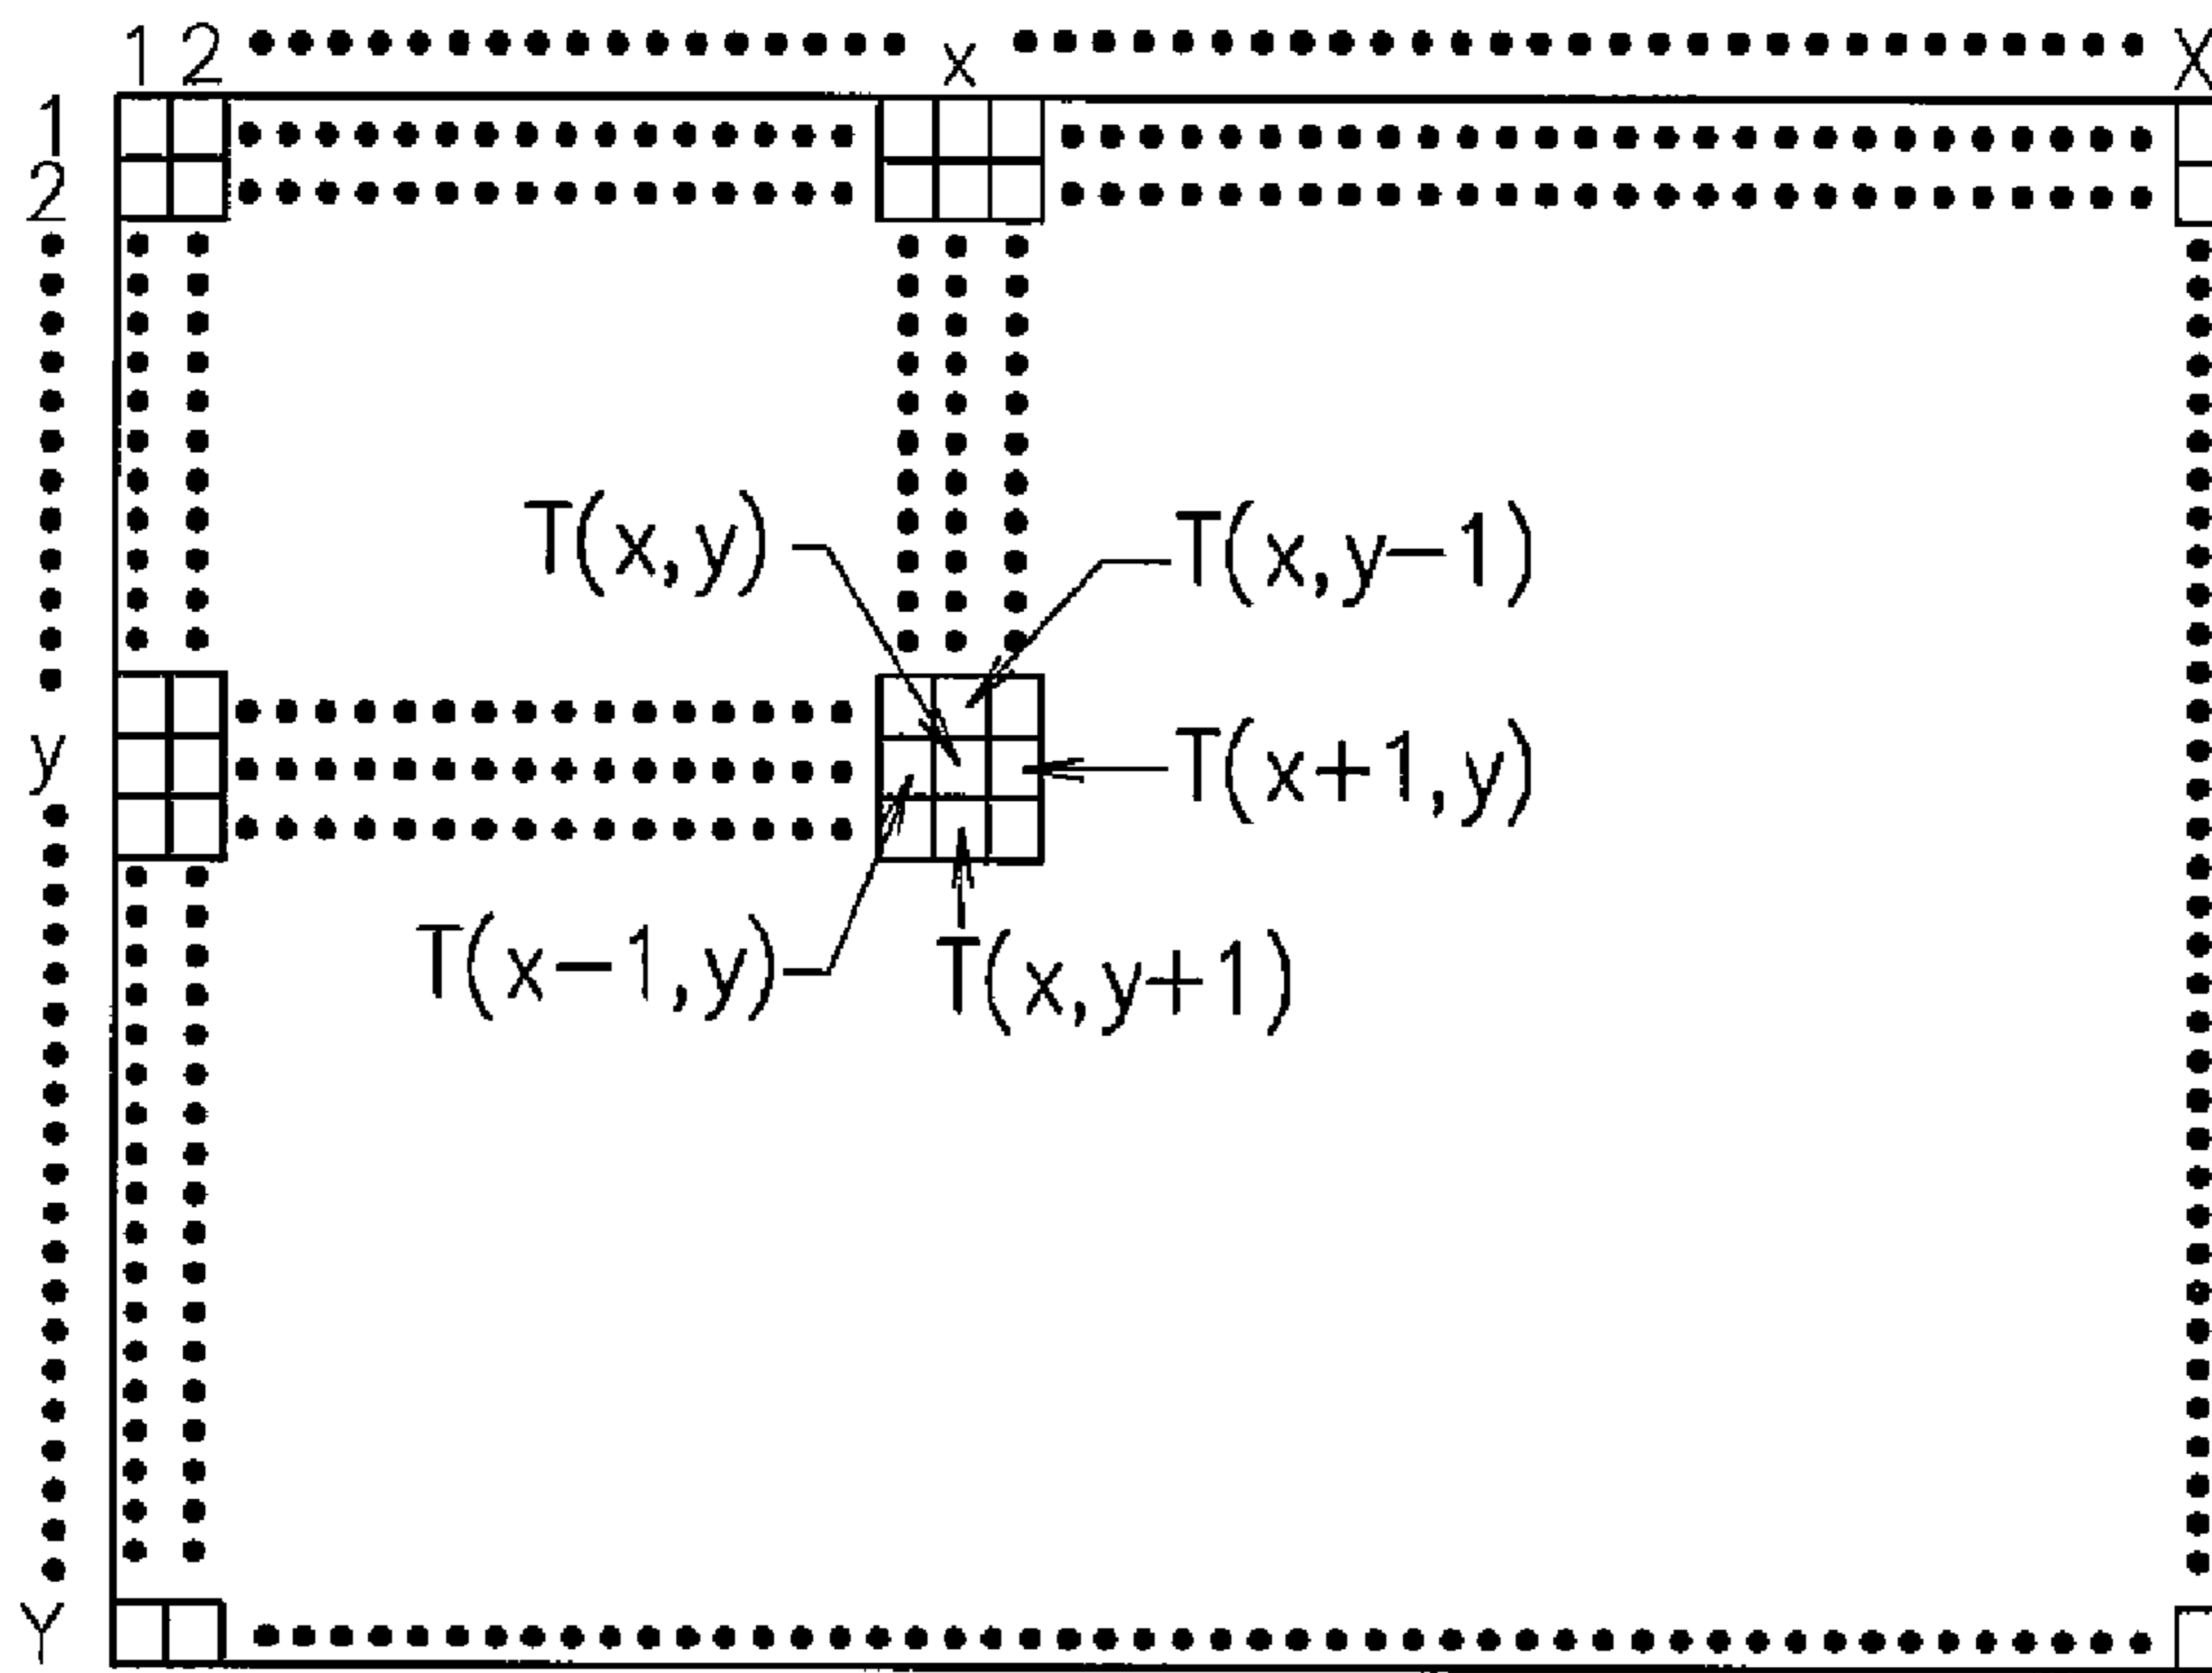 1 2 x X
1
2
T(x,y) T(x,y-1)
y T(x+1,y)
T(x-1,y) T(x,y+1)
Y